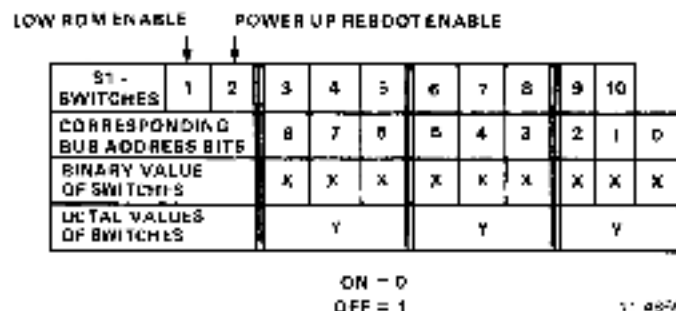 LOW ROM ENABLE POWER UP REBOOT ENABLE
S1 - SWITCHES 1 2 3 4 5 6 7 8 9 10
CORRESPONDING BUS ADDRESS BITS 8 7 6 5 4 3 2 1 0
BINARY VALUE OF SWITCHES X X X X X X X X X
OCTAL VALUES OF SWITCHES Y Y Y
ON = 0
OFF = 1